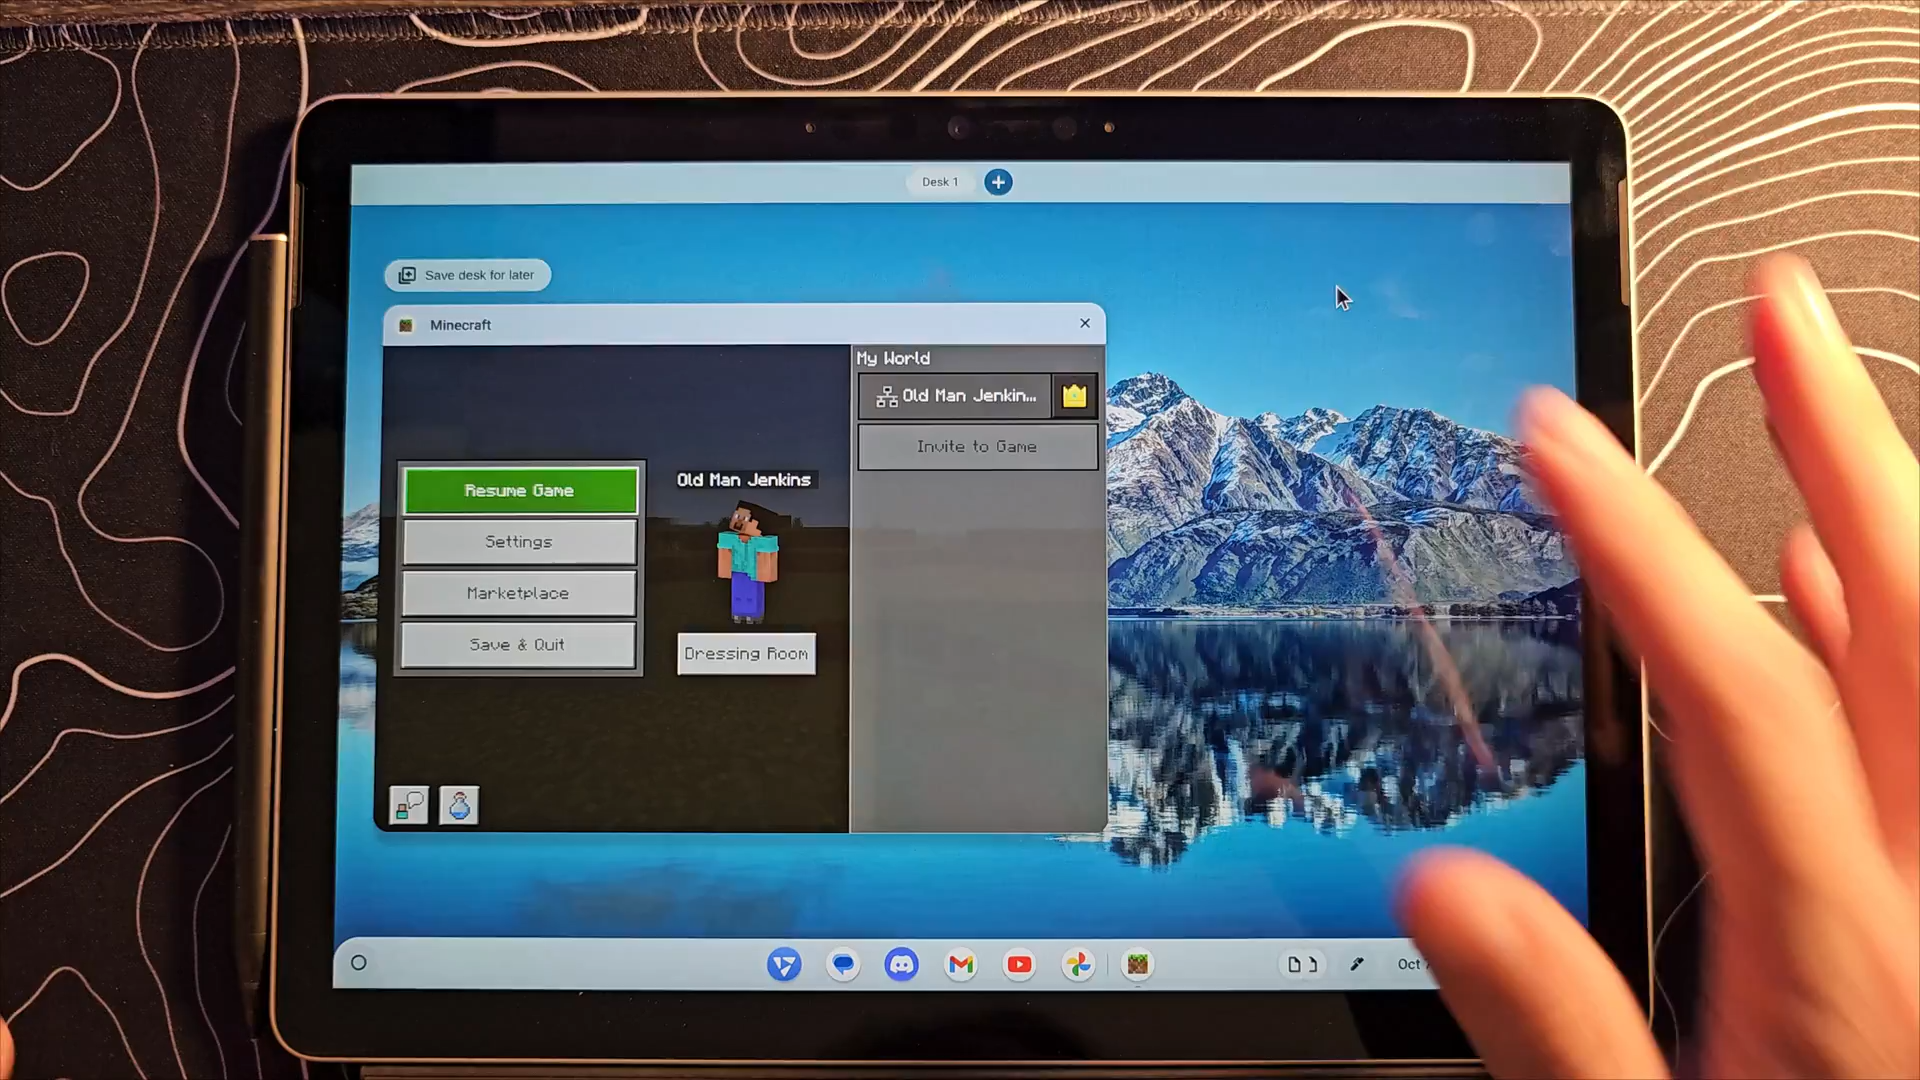 Desk 1
Save desk for later
Minecraft
My World
Old Man Jenkin...
Invite to Game
Old Man Jenkins
Resume Game
Settings
Marketplace
Save & Quit
Dressing Room
Oct